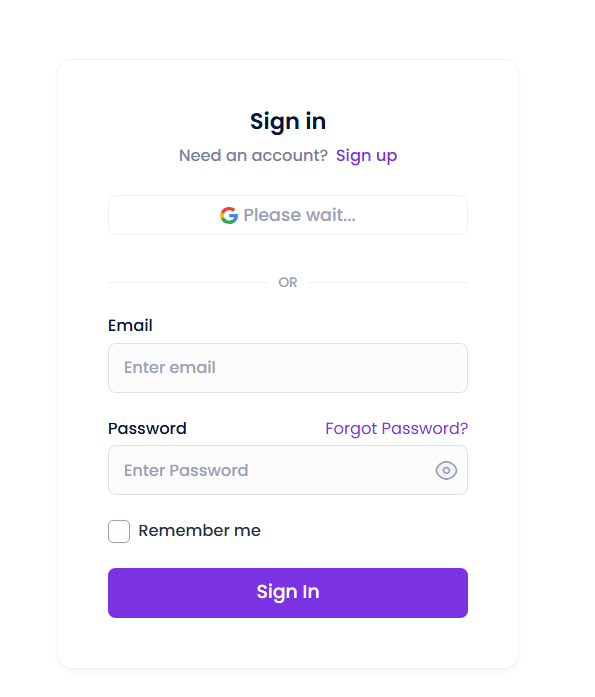 Sign in
Need an account? Sign up
Please wait...
OR
Email
Enter email
Password Forgot Password?
Enter Password
Remember me
Sign In